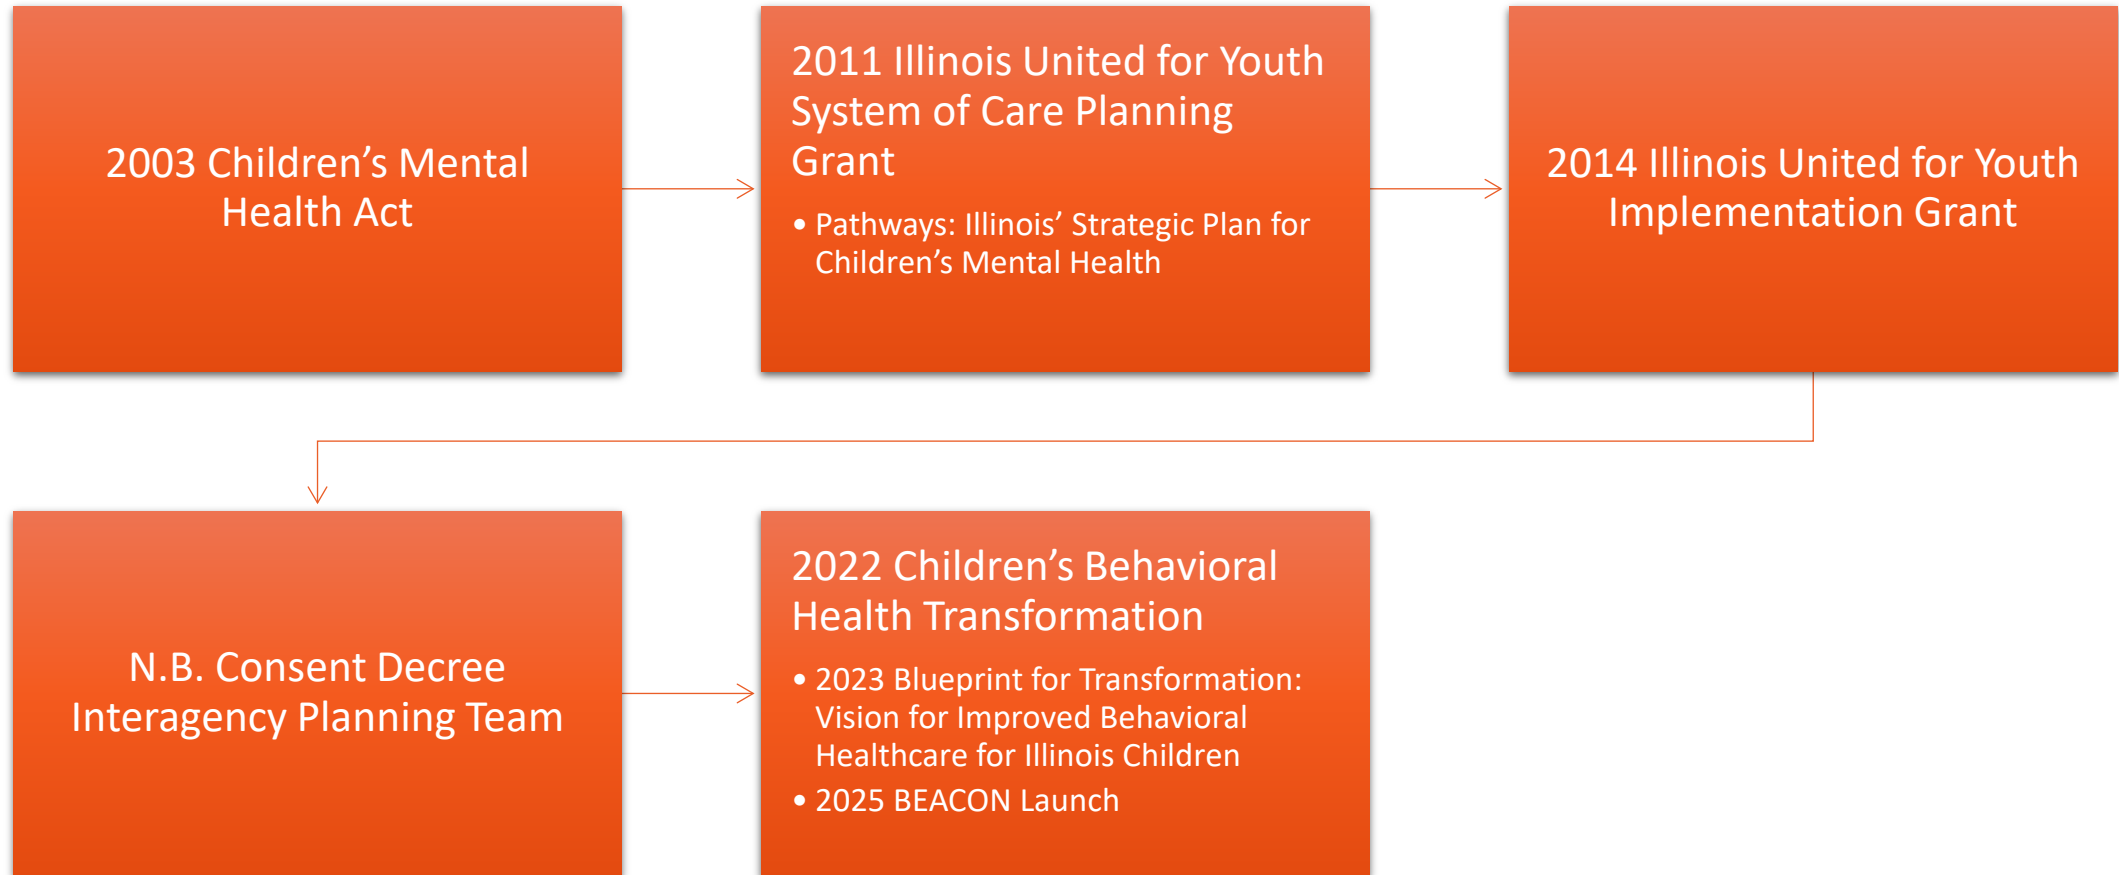 2003 Children’s Mental
Health Act
2011 Illinois United for Youth
System of Care Planning
Grant
• Pathways: Illinois’ Strategic Plan for
Children’s Mental Health
2014 Illinois United for Youth
Implementation Grant
N.B. Consent Decree
Interagency Planning Team
2022 Children’s Behavioral
Health Transformation
• 2023 Blueprint for Transformation:
Vision for Improved Behavioral
Healthcare for Illinois Children
• 2025 BEACON Launch